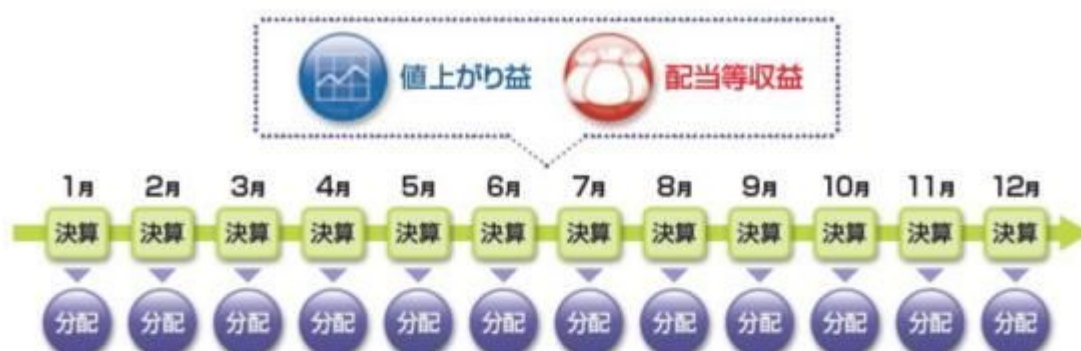 値上がり益 配当等収益
1月 2月 3月 4月 5月 6月 7月 8月 9月 10月 11月 12月
決算 決算 決算 決算 決算 決算 決算 決算 決算 決算 決算 決算
分配 分配 分配 分配 分配 分配 分配 分配 分配 分配 分配 分配